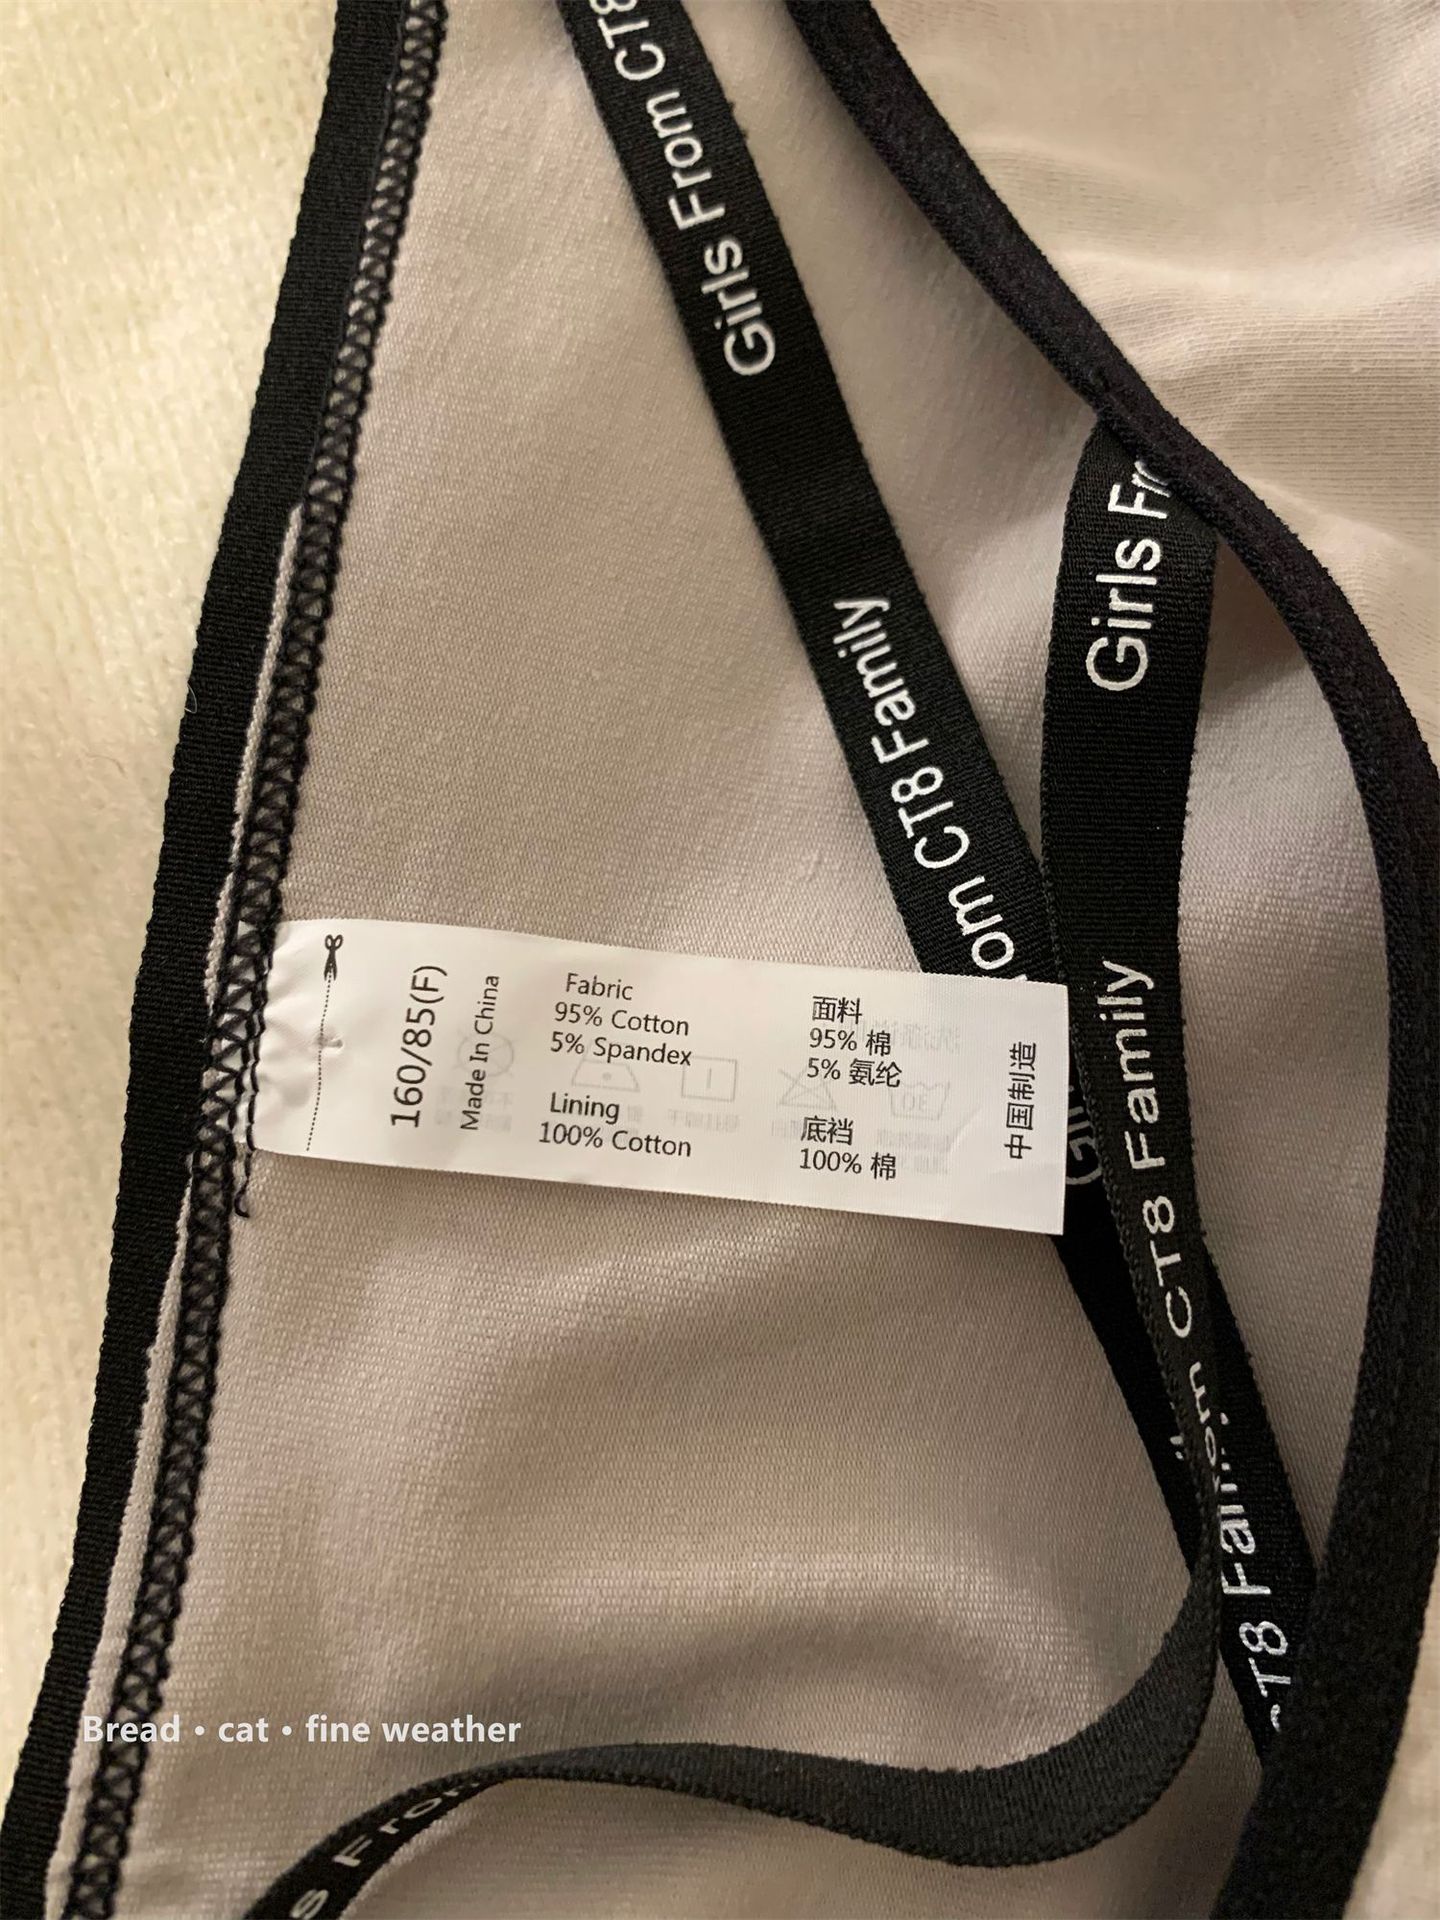 Girls From CT8
Girls From CT8 Family
Girls
CT8 Family
160/85(F)
Made In China
Fabric
95% Cotton
5% Spandex
Lining
100% Cotton
面料
95% 棉
5% 氨纶
底裆
100% 棉
中国制造
CT8 Family
From
Bread • cat • fine weather